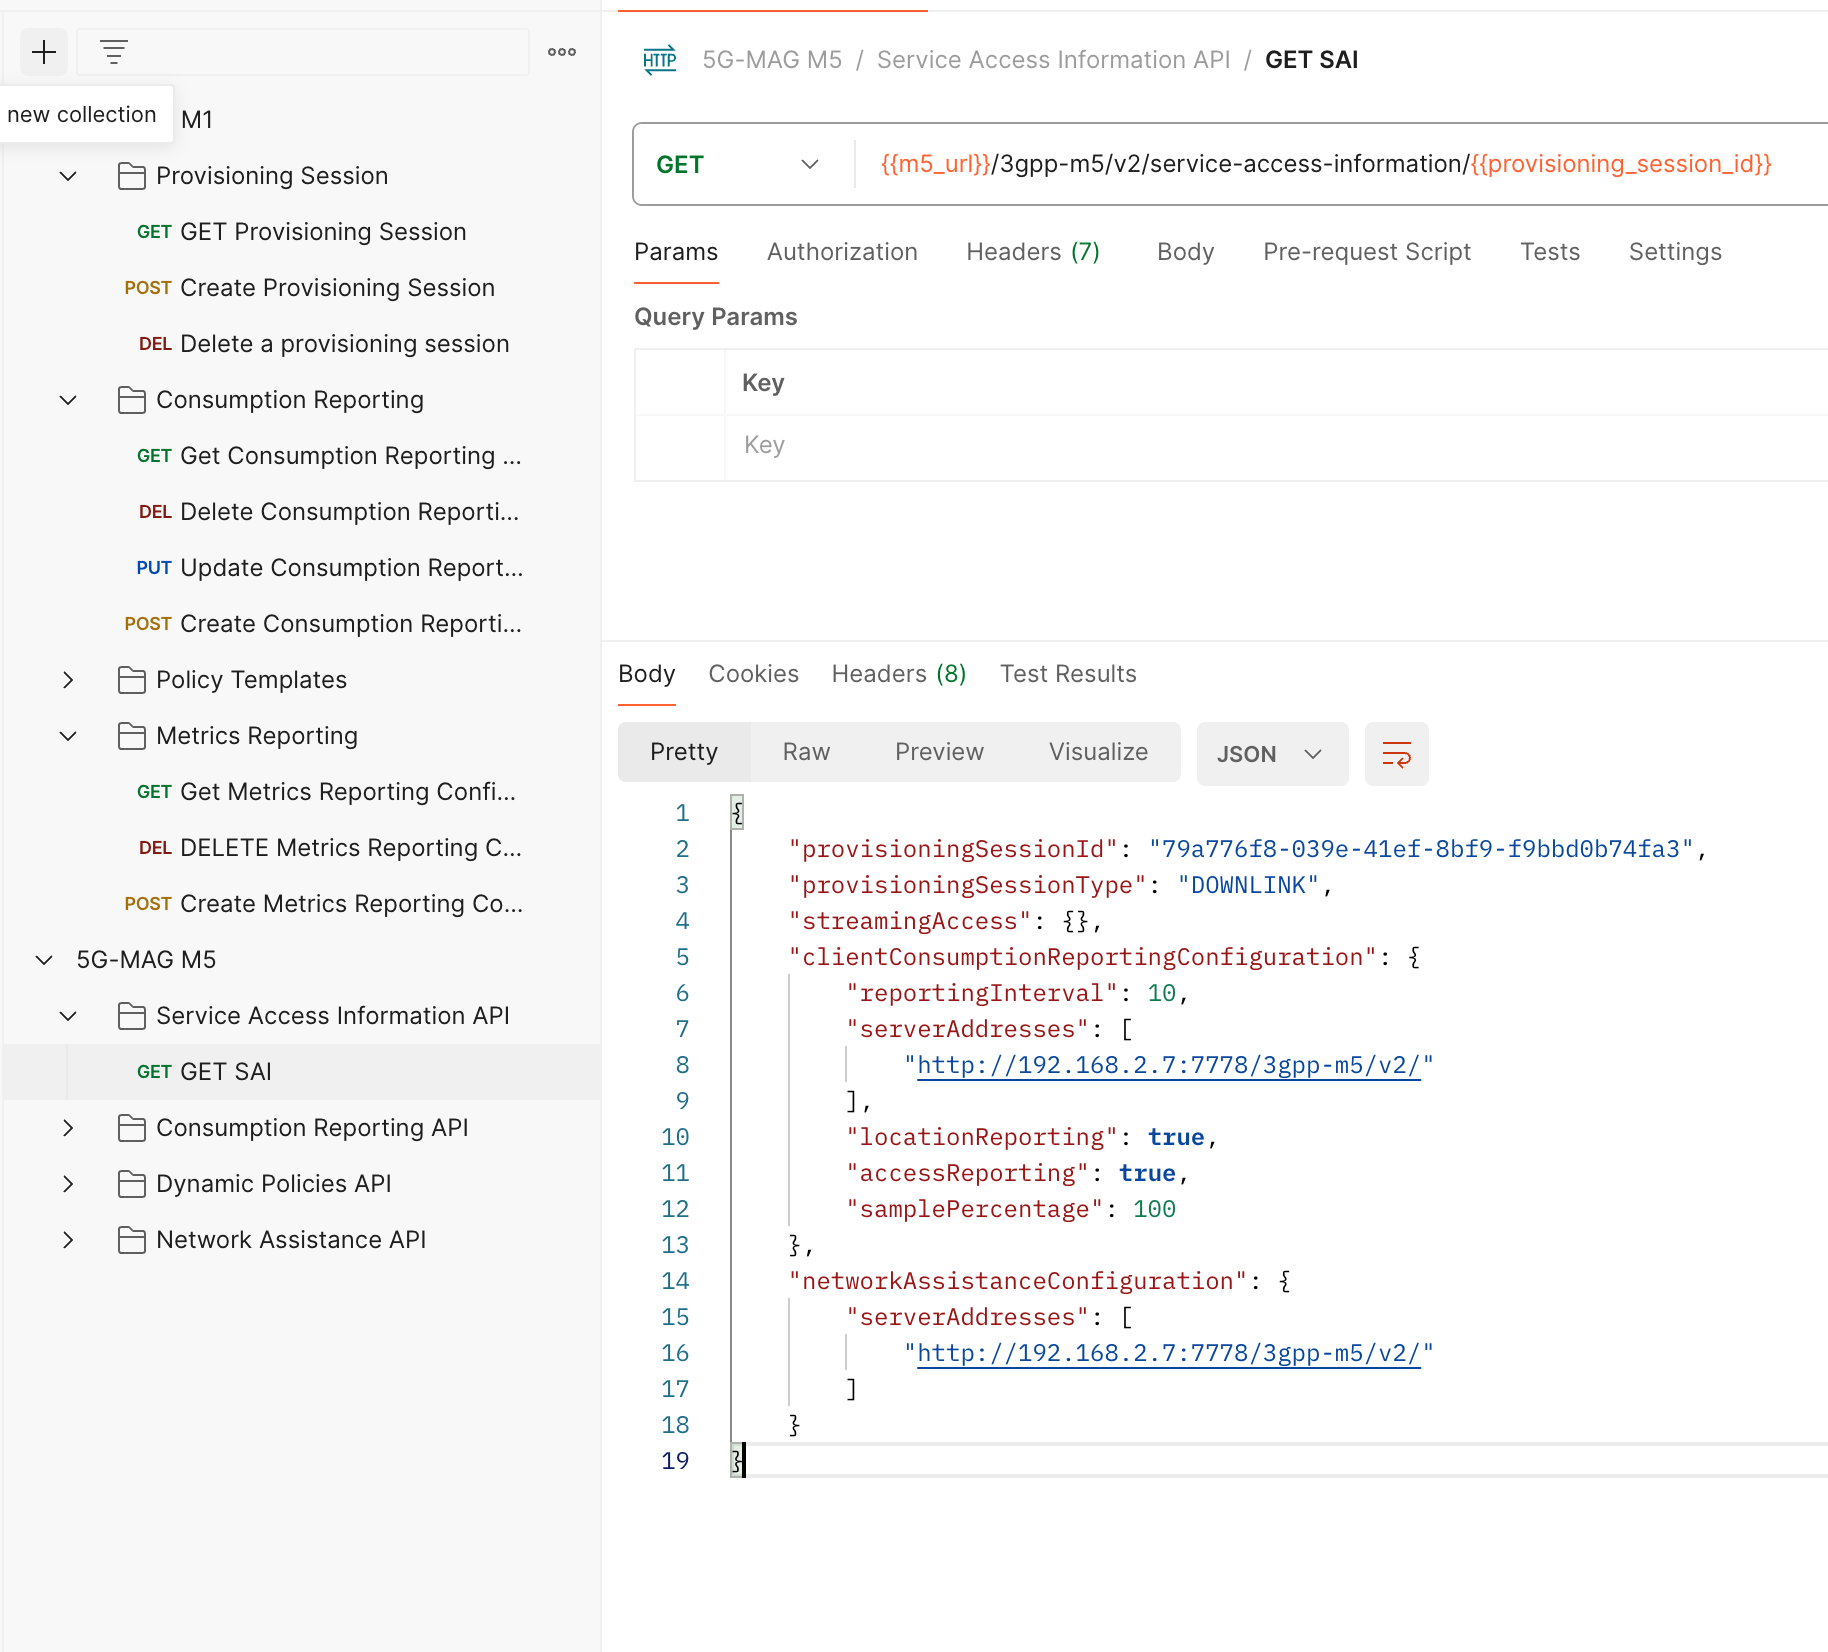 new collection
M1
Provisioning Session
GET GET Provisioning Session
POST Create Provisioning Session
DEL Delete a provisioning session
Consumption Reporting
GET Get Consumption Reporting ...
DEL Delete Consumption Reporti...
PUT Update Consumption Report...
POST Create Consumption Reporti...
Policy Templates
Metrics Reporting
GET Get Metrics Reporting Confi...
DEL DELETE Metrics Reporting C...
POST Create Metrics Reporting Co...
5G-MAG M5
Service Access Information API
GET GET SAI
Consumption Reporting API
Dynamic Policies API
Network Assistance API
HTTP 5G-MAG M5 / Service Access Information API / GET SAI
GET {{m5_url}}/3gpp-m5/v2/service-access-information/{{provisioning_session_id}}
Params Authorization Headers (7) Body Pre-request Script Tests Settings
Query Params
Key
Key
Body Cookies Headers (8) Test Results
Pretty Raw Preview Visualize JSON
1 {
2 "provisioningSessionId": "79a776f8-039e-41ef-8bf9-f9bbd0b74fa3",
3 "provisioningSessionType": "DOWNLINK",
4 "streamingAccess": {},
5 "clientConsumptionReportingConfiguration": {
6 "reportingInterval": 10,
7 "serverAddresses": [
8 "http://192.168.2.7:7778/3gpp-m5/v2/"
9 ],
10 "locationReporting": true,
11 "accessReporting": true,
12 "samplePercentage": 100
13 },
14 "networkAssistanceConfiguration": {
15 "serverAddresses": [
16 "http://192.168.2.7:7778/3gpp-m5/v2/"
17 ]
18 }
19 }